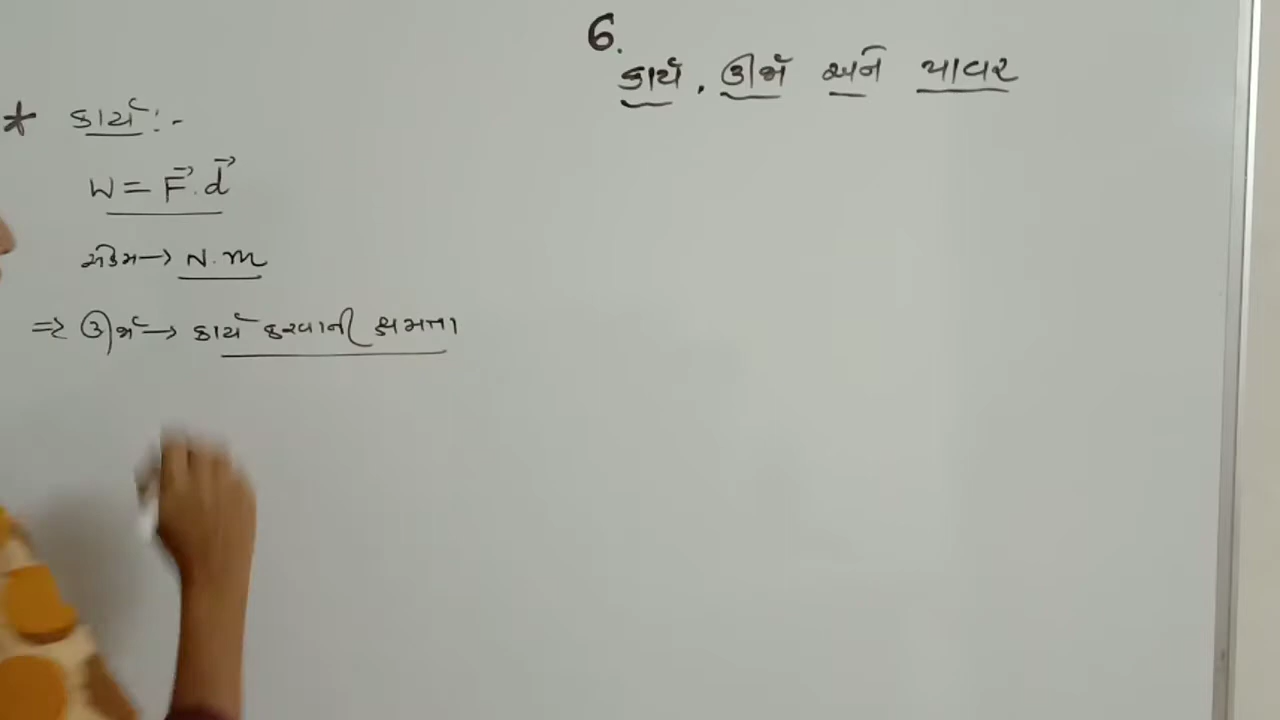 6.
કાર્ય, ઊર્જા અને પાવર
* કાર્ય :-
W = F⃗ . d⃗
એકમ → N.m
⇒ ઊર્જા → કાર્ય કરવાની ક્ષમતા